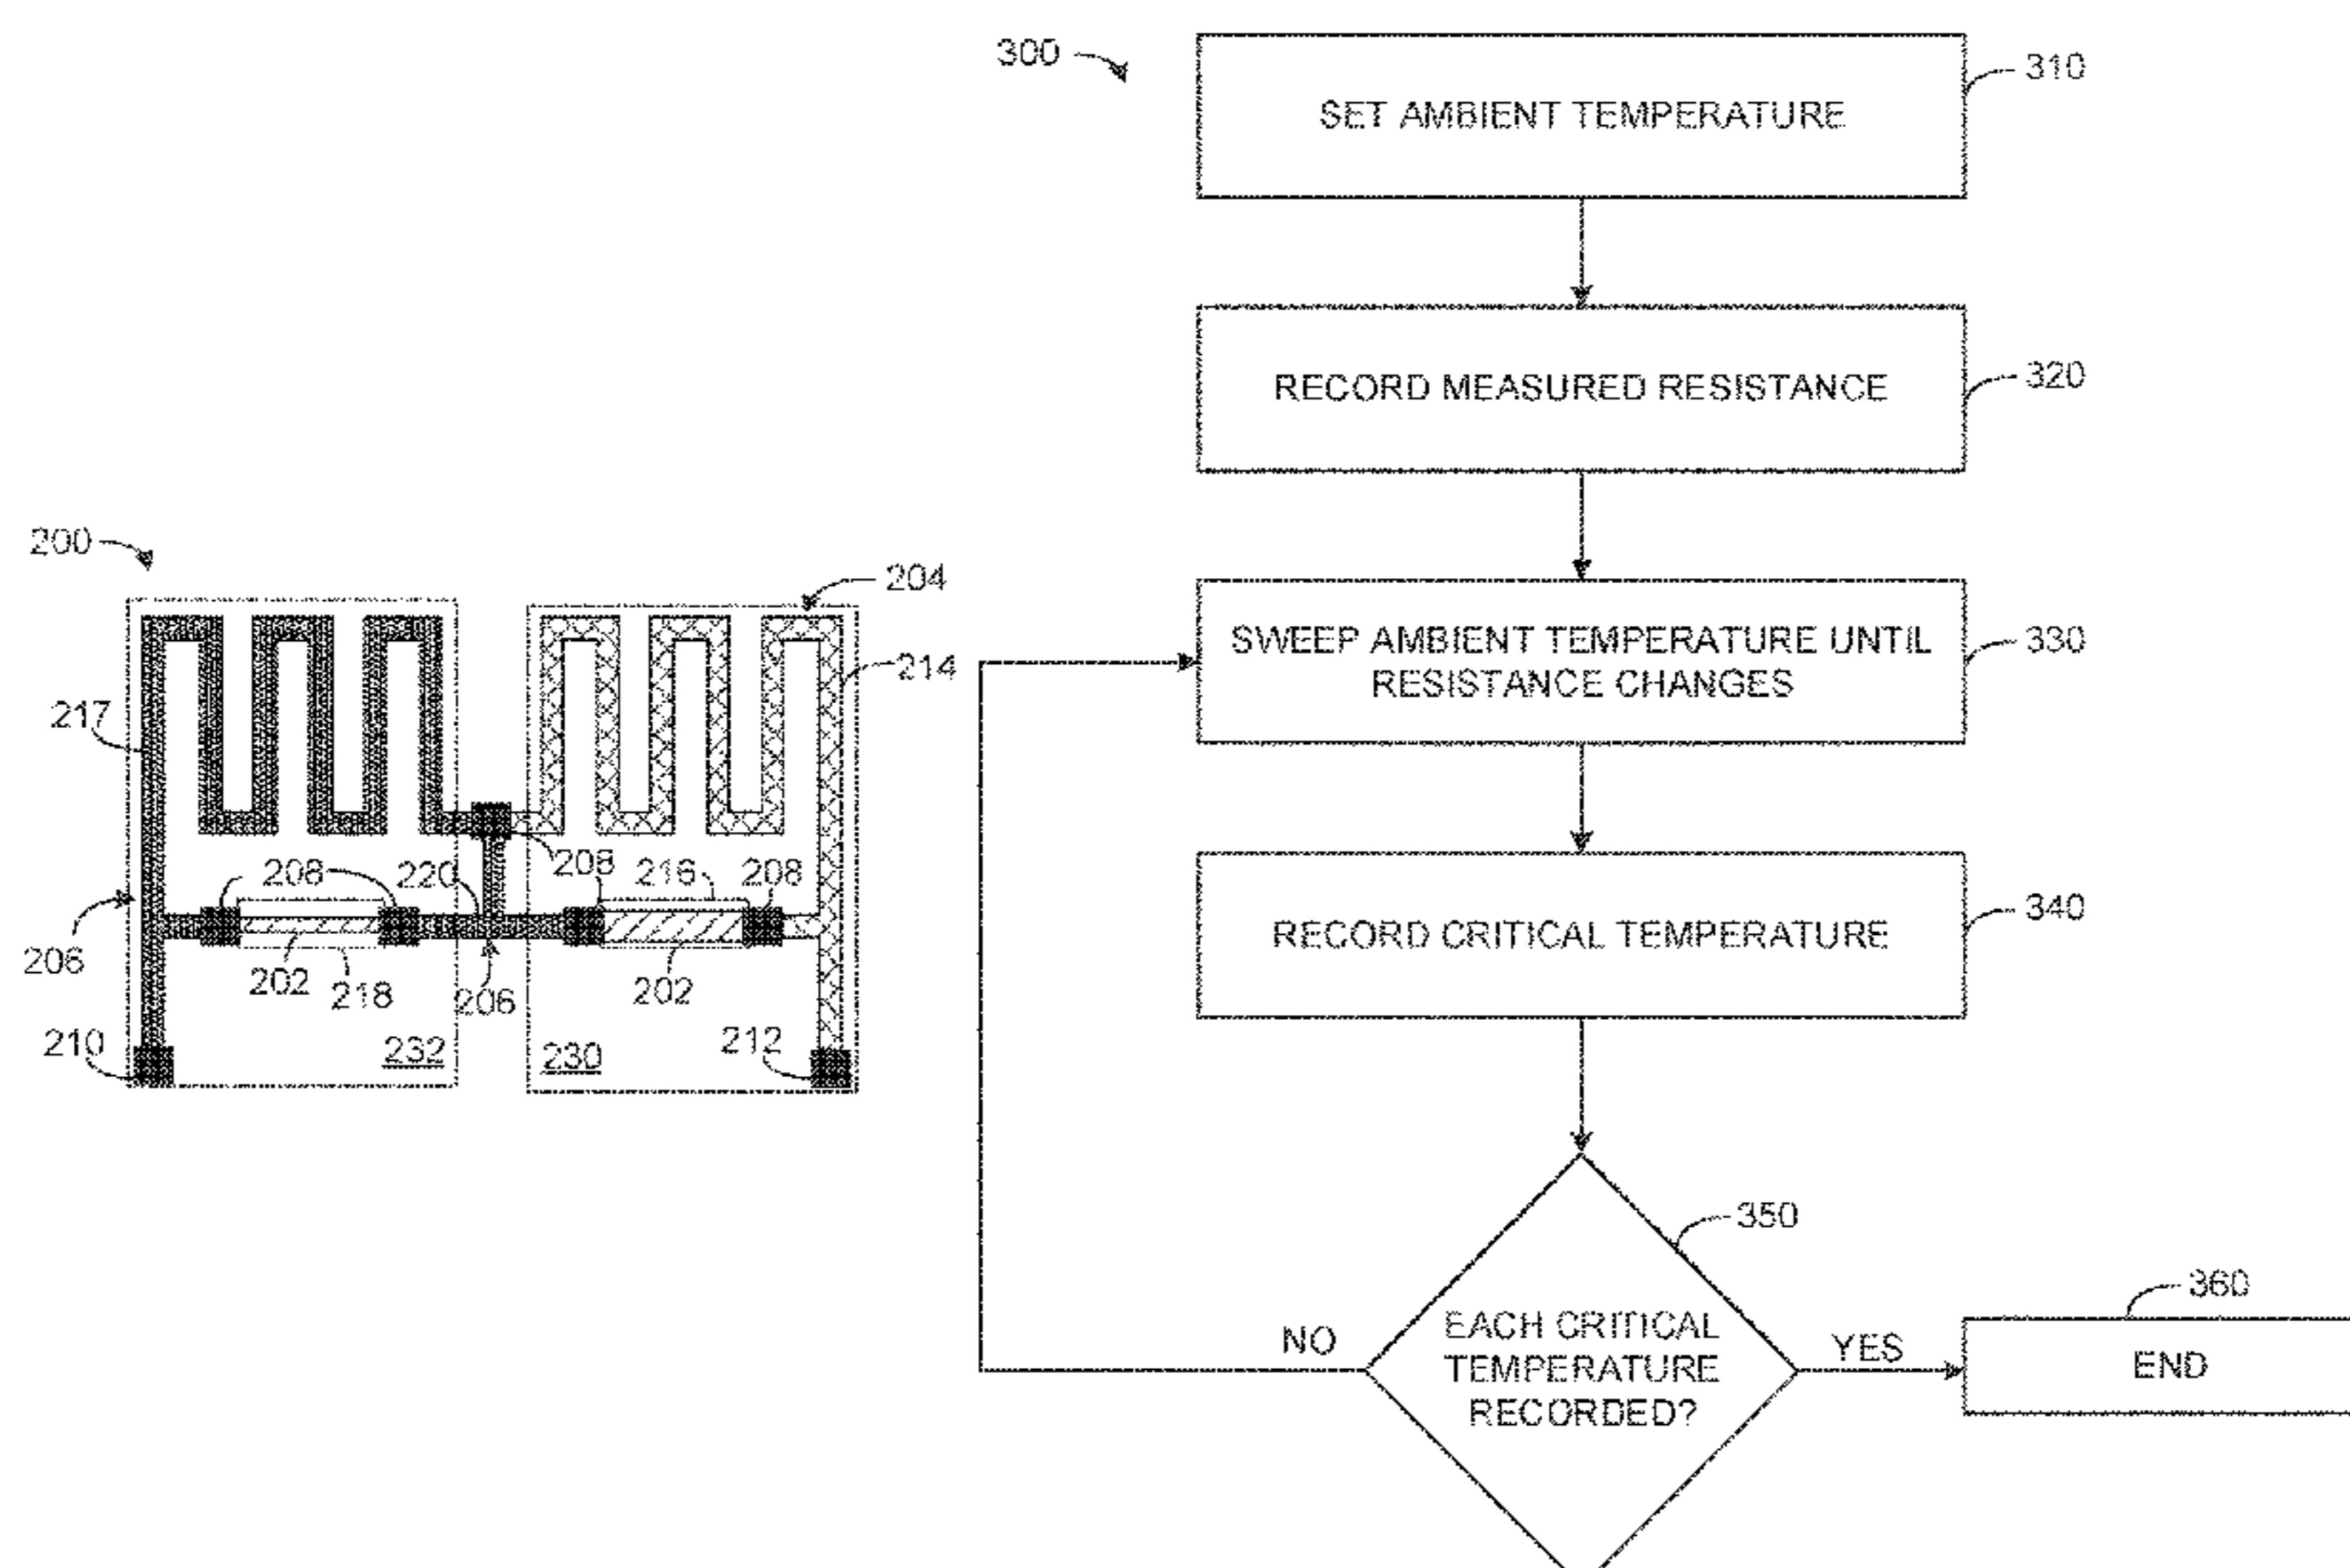 300
SET AMBIENT TEMPERATURE
310
RECORD MEASURED RESISTANCE
320
SWEEP AMBIENT TEMPERATURE UNTIL
RESISTANCE CHANGES
330
RECORD CRITICAL TEMPERATURE
340
350
EACH CRITICAL
TEMPERATURE
RECORDED?
NO
YES
360
END
200
204
214
217
208
220
208
216
208
206
202
218
206
202
210
232
230
212